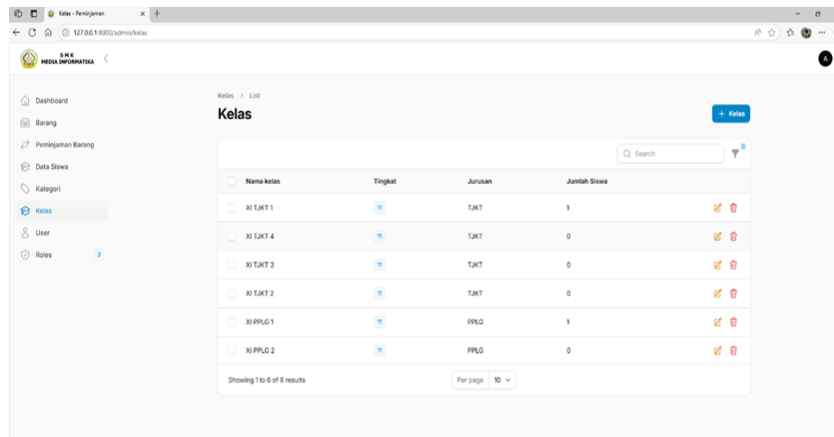 Kelas - Peminjaman
127.0.0.1:8000/admin/kelas
SMK
MEDIA INFORMATIKA
A
Dashboard
Barang
Peminjaman Barang
Data Siswa
Kategori
Kelas
User
Roles 2
Kelas > List
Kelas
+ Kelas
Search 0
Nama kelas Tingkat Jurusan Jumlah Siswa
XI TJKT 1 11 TJKT 1
XI TJKT 4 11 TJKT 0
XI TJKT 3 11 TJKT 0
XI TJKT 2 11 TJKT 0
XI PPLG 1 11 PPLG 1
XI PPLG 2 11 PPLG 0
Showing 1 to 6 of 6 results Per page 10